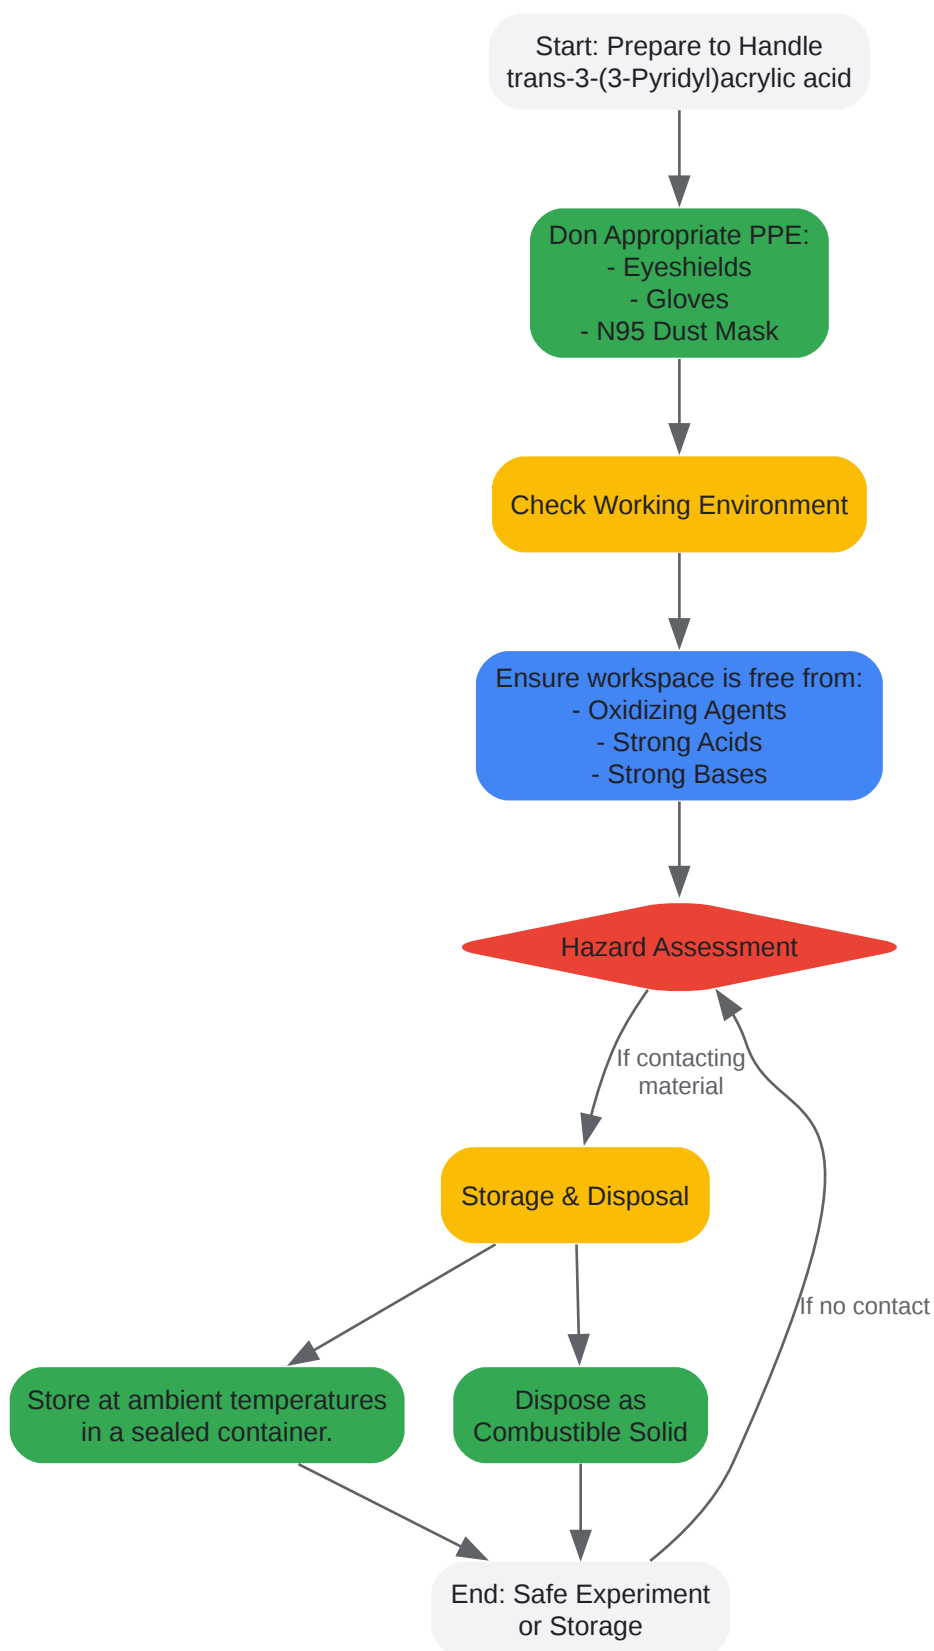 Start: Prepare to Handle
trans-3-(3-Pyridyl)acrylic acid
Don Appropriate PPE:
- Eyeshields
- Gloves
- N95 Dust Mask
Check Working Environment
Ensure workspace is free from:
- Oxidizing Agents
- Strong Acids
- Strong Bases
Hazard Assessment
If contacting
material
Storage & Disposal
If no contact
Store at ambient temperatures
in a sealed container.
Dispose as
Combustible Solid
End: Safe Experiment
or Storage